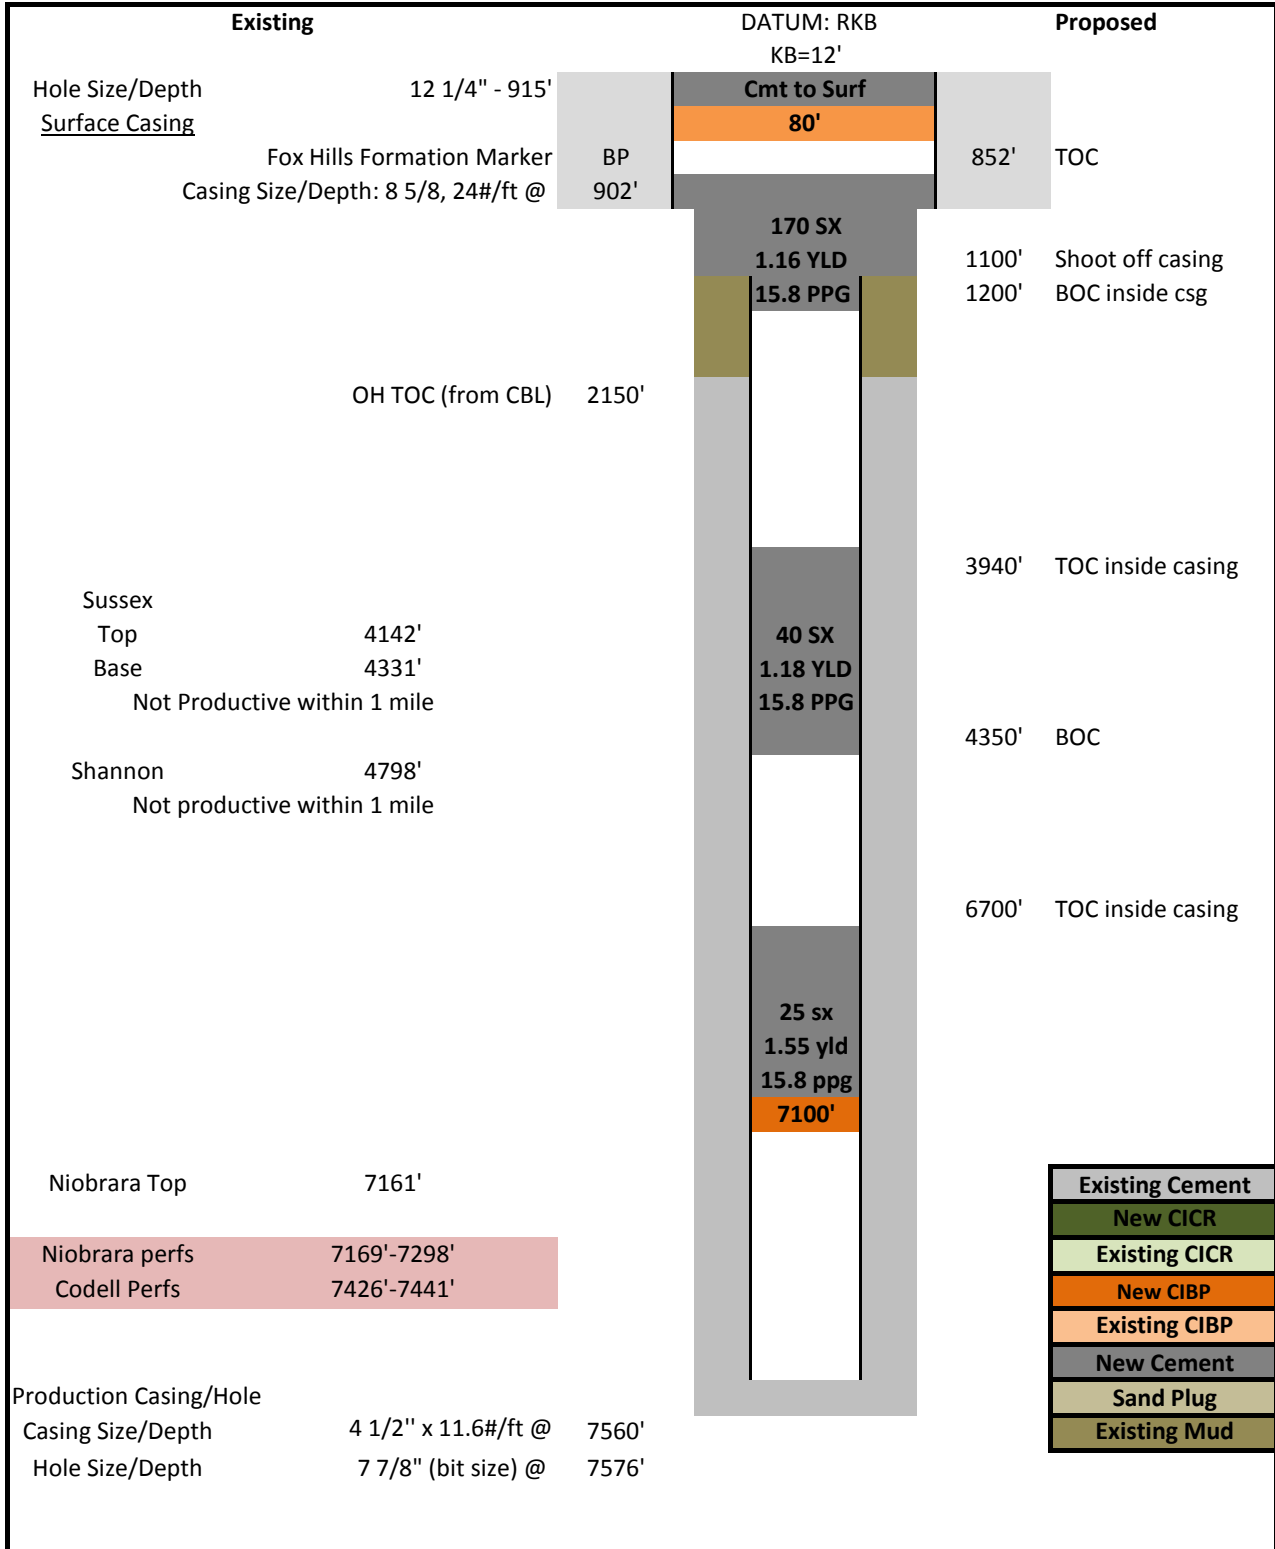 Existing DATUM: RKB Proposed
KB=12'
Hole Size/Depth 12 1/4" - 915' Cmt to Surf
Surface Casing 80'
Fox Hills Formation Marker BP 852' TOC
Casing Size/Depth: 8 5/8, 24#/ft @ 902'
170 SX
1.16 YLD 1100' Shoot off casing
15.8 PPG 1200' BOC inside csg
OH TOC (from CBL) 2150'
3940' TOC inside casing
Sussex
Top 4142' 40 SX
Base 4331' 1.18 YLD
Not Productive within 1 mile 15.8 PPG
4350' BOC
Shannon 4798'
Not productive within 1 mile
6700' TOC inside casing
25 sx
1.55 yld
15.8 ppg
7100'
Niobrara Top 7161' Existing Cement
New CICR
Niobrara perfs 7169'-7298' Existing CICR
Codell Perfs 7426'-7441' New CIBP
Existing CIBP
New Cement
Production Casing/Hole Sand Plug
Casing Size/Depth 4 1/2'' x 11.6#/ft @ 7560' Existing Mud
Hole Size/Depth 7 7/8" (bit size) @ 7576'